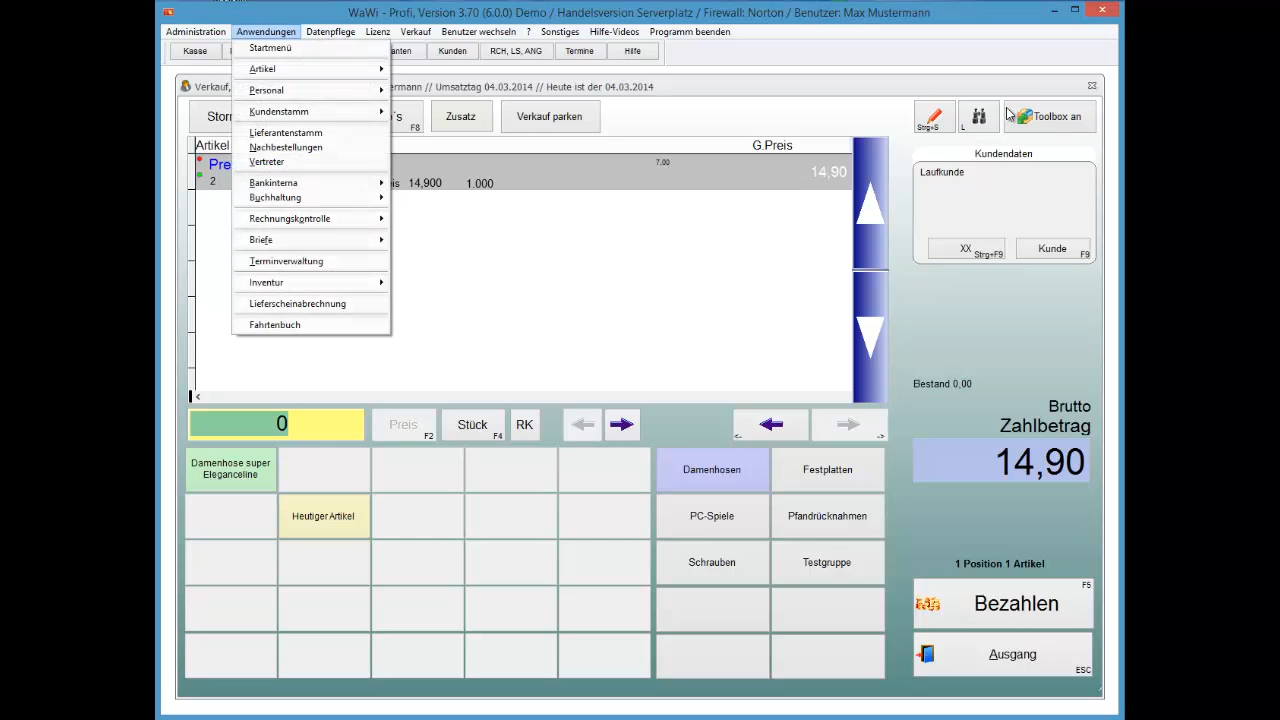 WaWi - Profi, Version 3.70 (6.0.0) Demo / Handelsversion Serverplatz / Firewall: Norton / Benutzer: Max Mustermann
Administration Anwendungen Datenpflege Lizenz Verkauf Benutzer wechseln ? Sonstiges Hilfe-Videos Programm beenden
Kasse Kunden RCH, LS, ANG Termine Hilfe
Startmenü
Artikel
Personal
Kundenstamm
Lieferantenstamm
Nachbestellungen
Vertreter
Bankinterna
Buchhaltung
Rechnungskontrolle
Briefe
Terminverwaltung
Inventur
Lieferscheinabrechnung
Fahrtenbuch
Verkauf, // Umsatztag 04.03.2014 // Heute ist der 04.03.2014
F8 Zusatz Verkauf parken
Strg+S L Toolbox an
Artikel G.Preis
7.00 14,90
2 14,900 1.000
Kundendaten
Laufkunde
XX Strg+F9 Kunde F9
Bestand 0,00
Brutto
Zahlbetrag
14,90
0 Preis F2 Stück F4 RK <- ->
Damenhose super
Eleganceline
Damenhosen Festplatten
Heutiger Artikel PC-Spiele Pfandrücknahmen
Schrauben Testgruppe
1 Position 1 Artikel
Bezahlen F5
Ausgang ESC